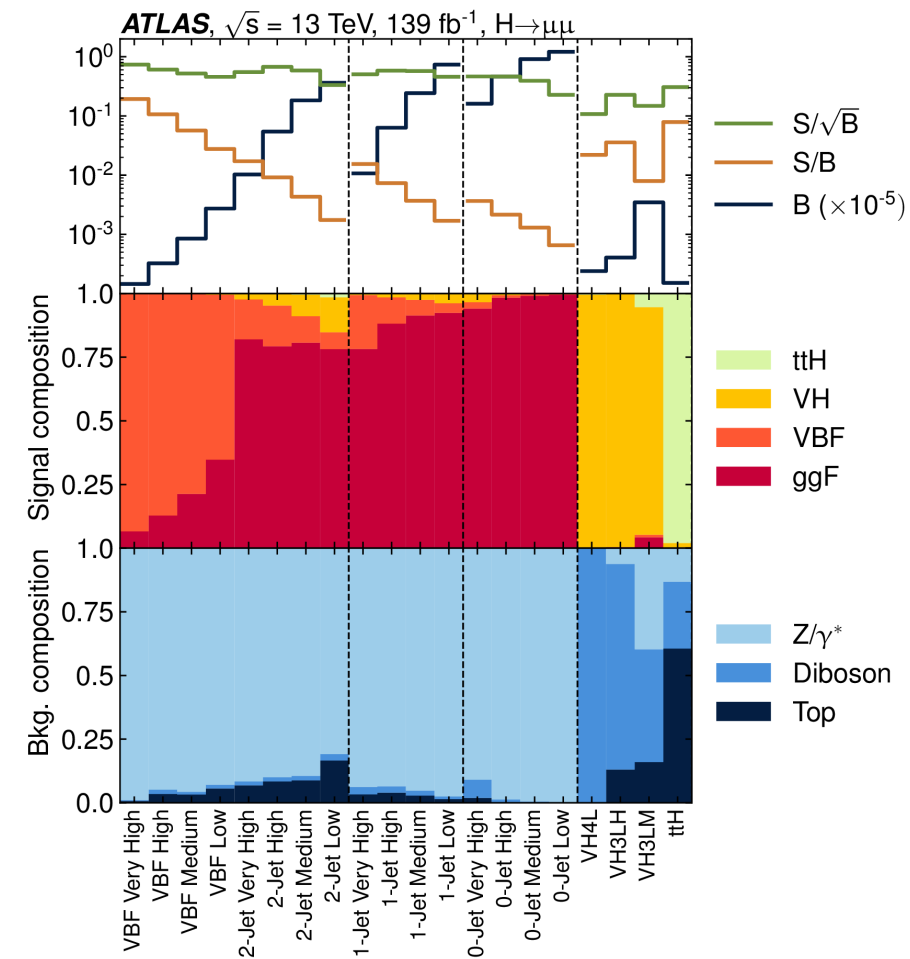 ATLAS, √s = 13 TeV, 139 fb⁻¹, H→μμ
10⁰
10⁻¹
10⁻²
10⁻³
S/√B
S/B
B (×10⁻⁵)
Signal composition
1.0
0.75
0.5
0.25
ttH
VH
VBF
ggF
Bkg. composition
1.0
0.75
0.5
0.25
0.0
Z/γ*
Diboson
Top
VBF Very High
VBF High
VBF Medium
VBF Low
2-Jet Very High
2-Jet High
2-Jet Medium
2-Jet Low
1-Jet Very High
1-Jet High
1-Jet Medium
1-Jet Low
0-Jet Very High
0-Jet High
0-Jet Medium
0-Jet Low
VH4L
VH3LH
VH3LM
ttH